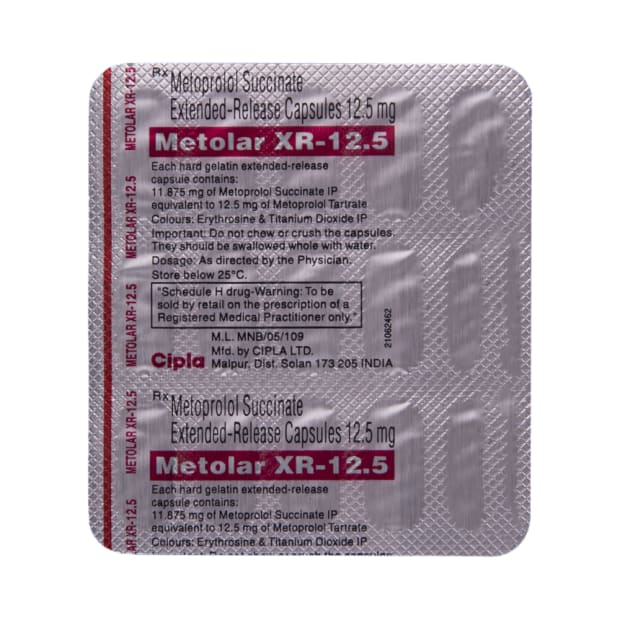 Rx Metoprolol Succinate
Extended-Release Capsules 12.5 mg
Metolar XR-12.5
Each hard gelatin extended-release
capsule contains:
11.875 mg of Metoprolol Succinate IP
equivalent to 12.5 mg of Metoprolol Tartrate
Colours: Erythrosine & Titanium Dioxide IP
Important: Do not chew or crush the capsules.
They should be swallowed whole with water.
Dosage: As directed by the Physician.
Store below 25°C.
"Schedule H drug-Warning: To be
sold by retail on the prescription of a
Registered Medical Practitioner only."
M.L. MNB/05/109
Mfd. by CIPLA LTD.
Cipla Malpur, Dist. Solan 173 205 INDIA
21062462
Rx Metoprolol Succinate
Extended-Release Capsules 12.5 mg
Metolar XR-12.5
Each hard gelatin extended-release
capsule contains:
11.875 mg of Metoprolol Succinate IP
equivalent to 12.5 mg of Metoprolol Tartrate
Colours: Erythrosine & Titanium Dioxide IP
METOLAR XR-12.5
METOLAR XR-12.5
METOLAR XR-12.5
METOLAR XR-12.5
AR XR-12.5